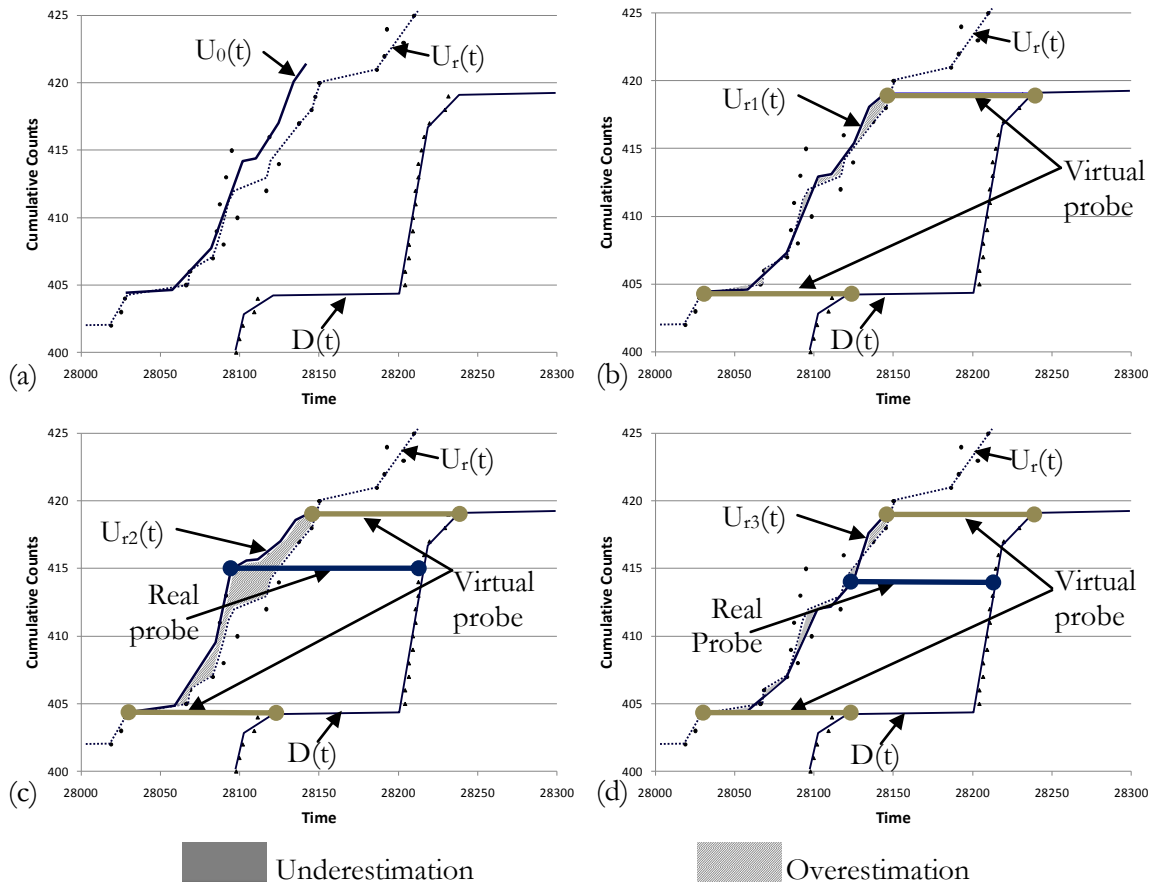 425
420
415
410
405
400
Cumulative Counts
28000 28050 28100 28150 28200 28250 28300
Time
U0(t)
Ur(t)
D(t)
(a)
425
420
415
410
405
400
Cumulative Counts
28000 28050 28100 28150 28200 28250 28300
Time
Ur(t)
Ur1(t)
Virtual
probe
D(t)
(b)
425
420
415
410
405
400
Cumulative Counts
28000 28050 28100 28150 28200 28250 28300
Time
Ur(t)
Ur2(t)
Real
probe
Virtual
probe
D(t)
(c)
425
420
415
410
405
400
Cumulative Counts
28000 28050 28100 28150 28200 28250 28300
Time
Ur(t)
Ur3(t)
Real
Probe
Virtual
probe
D(t)
(d)
Underestimation
Overestimation